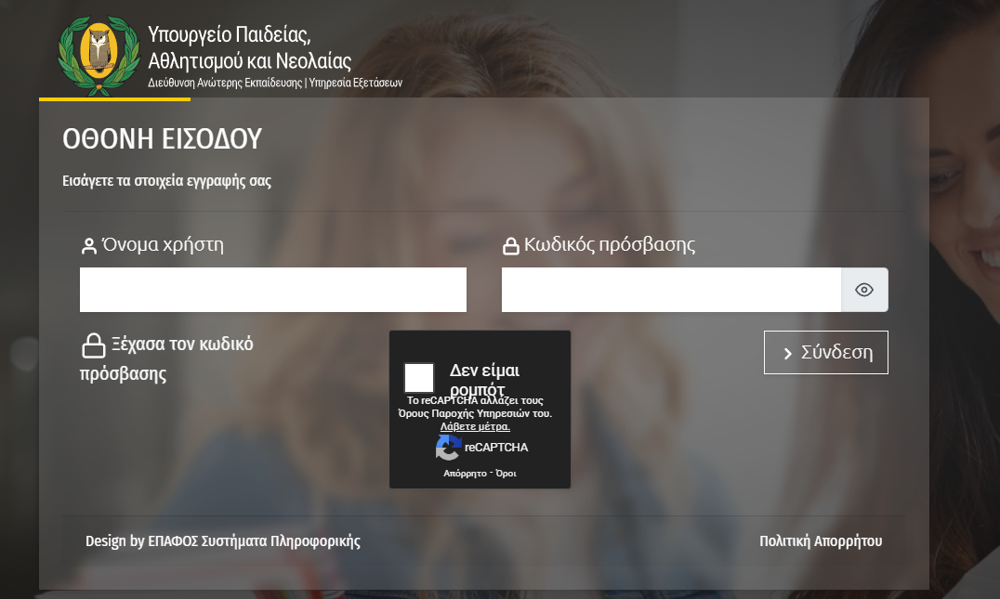 Υπουργείο Παιδείας,
Αθλητισμού και Νεολαίας
Διεύθυνση Ανώτερης Εκπαίδευσης | Υπηρεσία Εξετάσεων
ΟΘΟΝΗ ΕΙΣΟΔΟΥ
Εισάγετε τα στοιχεία εγγραφής σας
Όνομα χρήστη
Κωδικός πρόσβασης
Ξέχασα τον κωδικό
πρόσβασης
Δεν είμαι
ρομπότ
Το reCAPTCHA αλλάζει τους
Όρους Παροχής Υπηρεσιών του.
Λάβετε μέτρα.
reCAPTCHA
Απόρρητο - Όροι
Σύνδεση
Design by ΕΠΑΦΟΣ Συστήματα Πληροφορικής
Πολιτική Απορρήτου